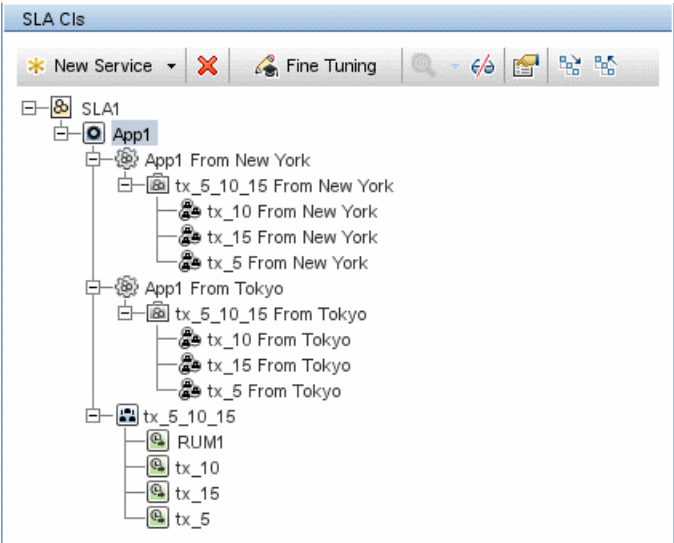 SLA CIs
New Service Fine Tuning
SLA1
App1
App1 From New York
tx_5_10_15 From New York
tx_10 From New York
tx_15 From New York
tx_5 From New York
App1 From Tokyo
tx_5_10_15 From Tokyo
tx_10 From Tokyo
tx_15 From Tokyo
tx_5 From Tokyo
tx_5_10_15
RUM1
tx_10
tx_15
tx_5